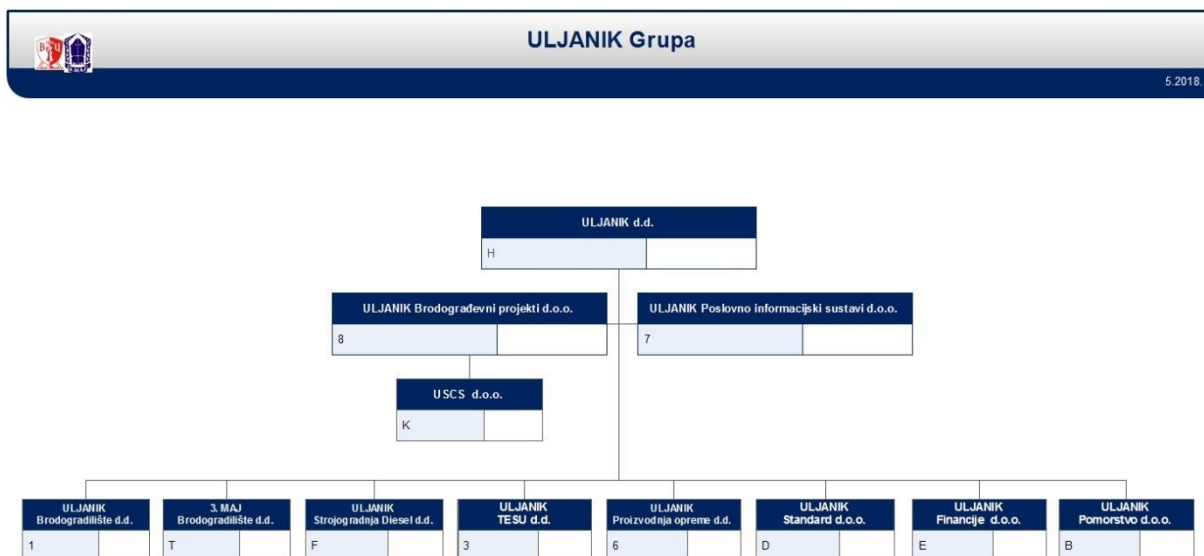 ULJANIK Grupa
5.2018.
ULJANIK d.d.
H
ULJANIK Brodograđevni projekti d.o.o.
8
ULJANIK Poslovno informacijski sustavi d.o.o.
7
USCS d.o.o.
K
ULJANIK
Brodogradilište d.d.
1
3. MAJ
Brodogradilište d.d.
T
ULJANIK
Strojogradnja Diesel d.d.
F
ULJANIK
TESU d.d.
3
ULJANIK
Proizvodnja opreme d.d.
6
ULJANIK
Standard d.o.o.
D
ULJANIK
Financije d.o.o.
E
ULJANIK
Pomorstvo d.o.o.
B